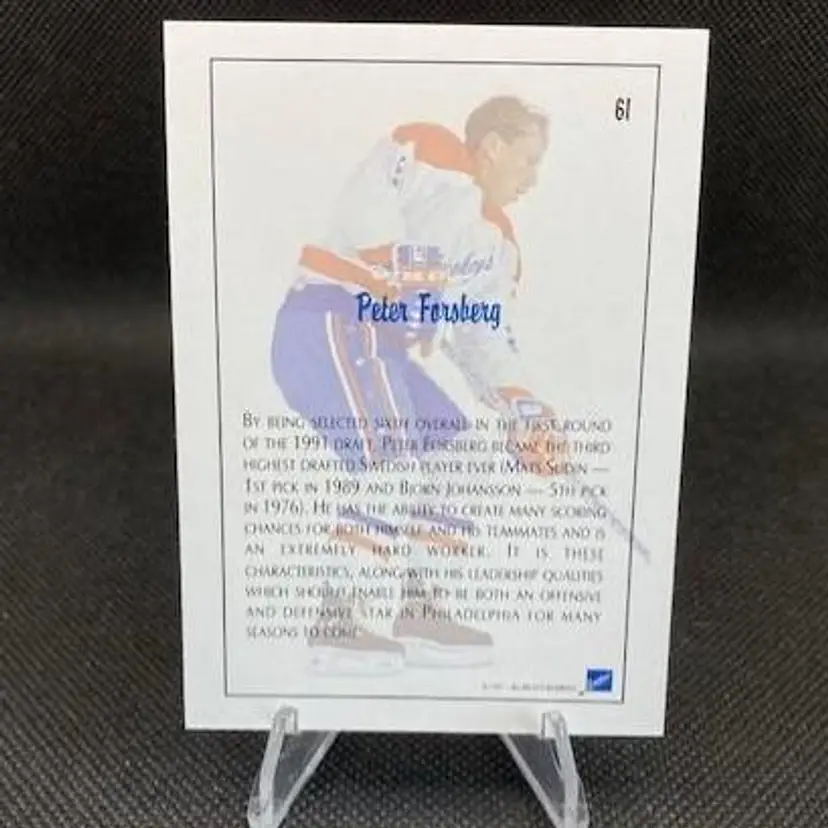 61
Peter Forsberg
BY BEING SELECTED SIXTH OVERALL IN THE FIRST ROUND
OF THE 1991 DRAFT, PETER FORSBERG BECAME THE THIRD
HIGHEST DRAFTED SWEDISH PLAYER EVER (MATS SUDIN —
1ST PICK IN 1989 AND BJORN JOHANSSON — 5TH PICK
IN 1976). HE HAS THE ABILITY TO CREATE MANY SCORING
CHANCES FOR BOTH HIMSELF AND HIS TEAMMATES AND IS
AN EXTREMELY HARD WORKER. IT IS THESE
CHARACTERISTICS, ALONG WITH HIS LEADERSHIP QUALITIES
WHICH SHOULD ENABLE HIM TO BE BOTH AN OFFENSIVE
AND DEFENSIVE STAR IN PHILADELPHIA FOR MANY
SEASONS TO COME.